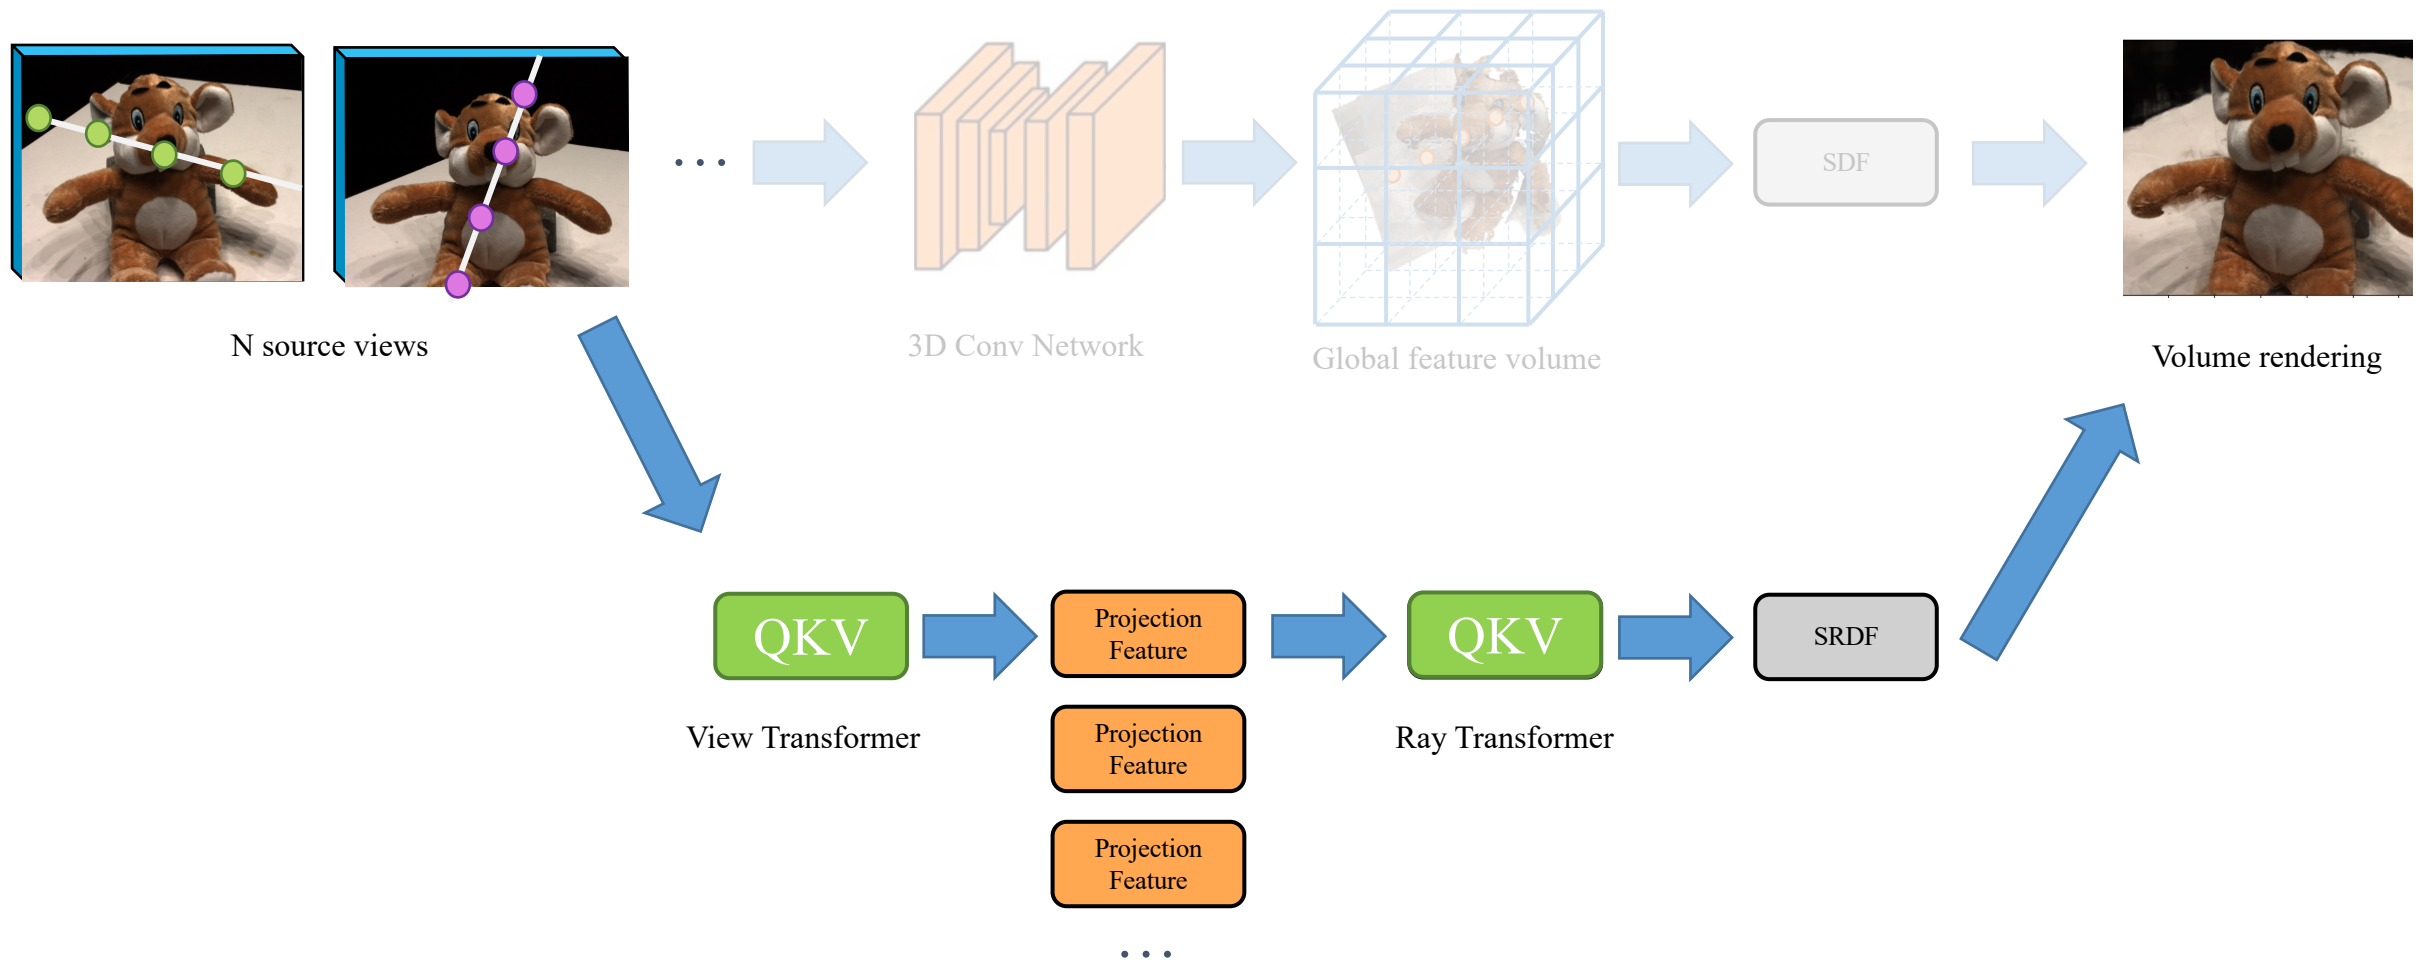 SDF
N source views
3D Conv Network
Global feature volume
Volume rendering
QKV
Projection
Feature
QKV
SRDF
View Transformer
Projection
Feature
Ray Transformer
Projection
Feature